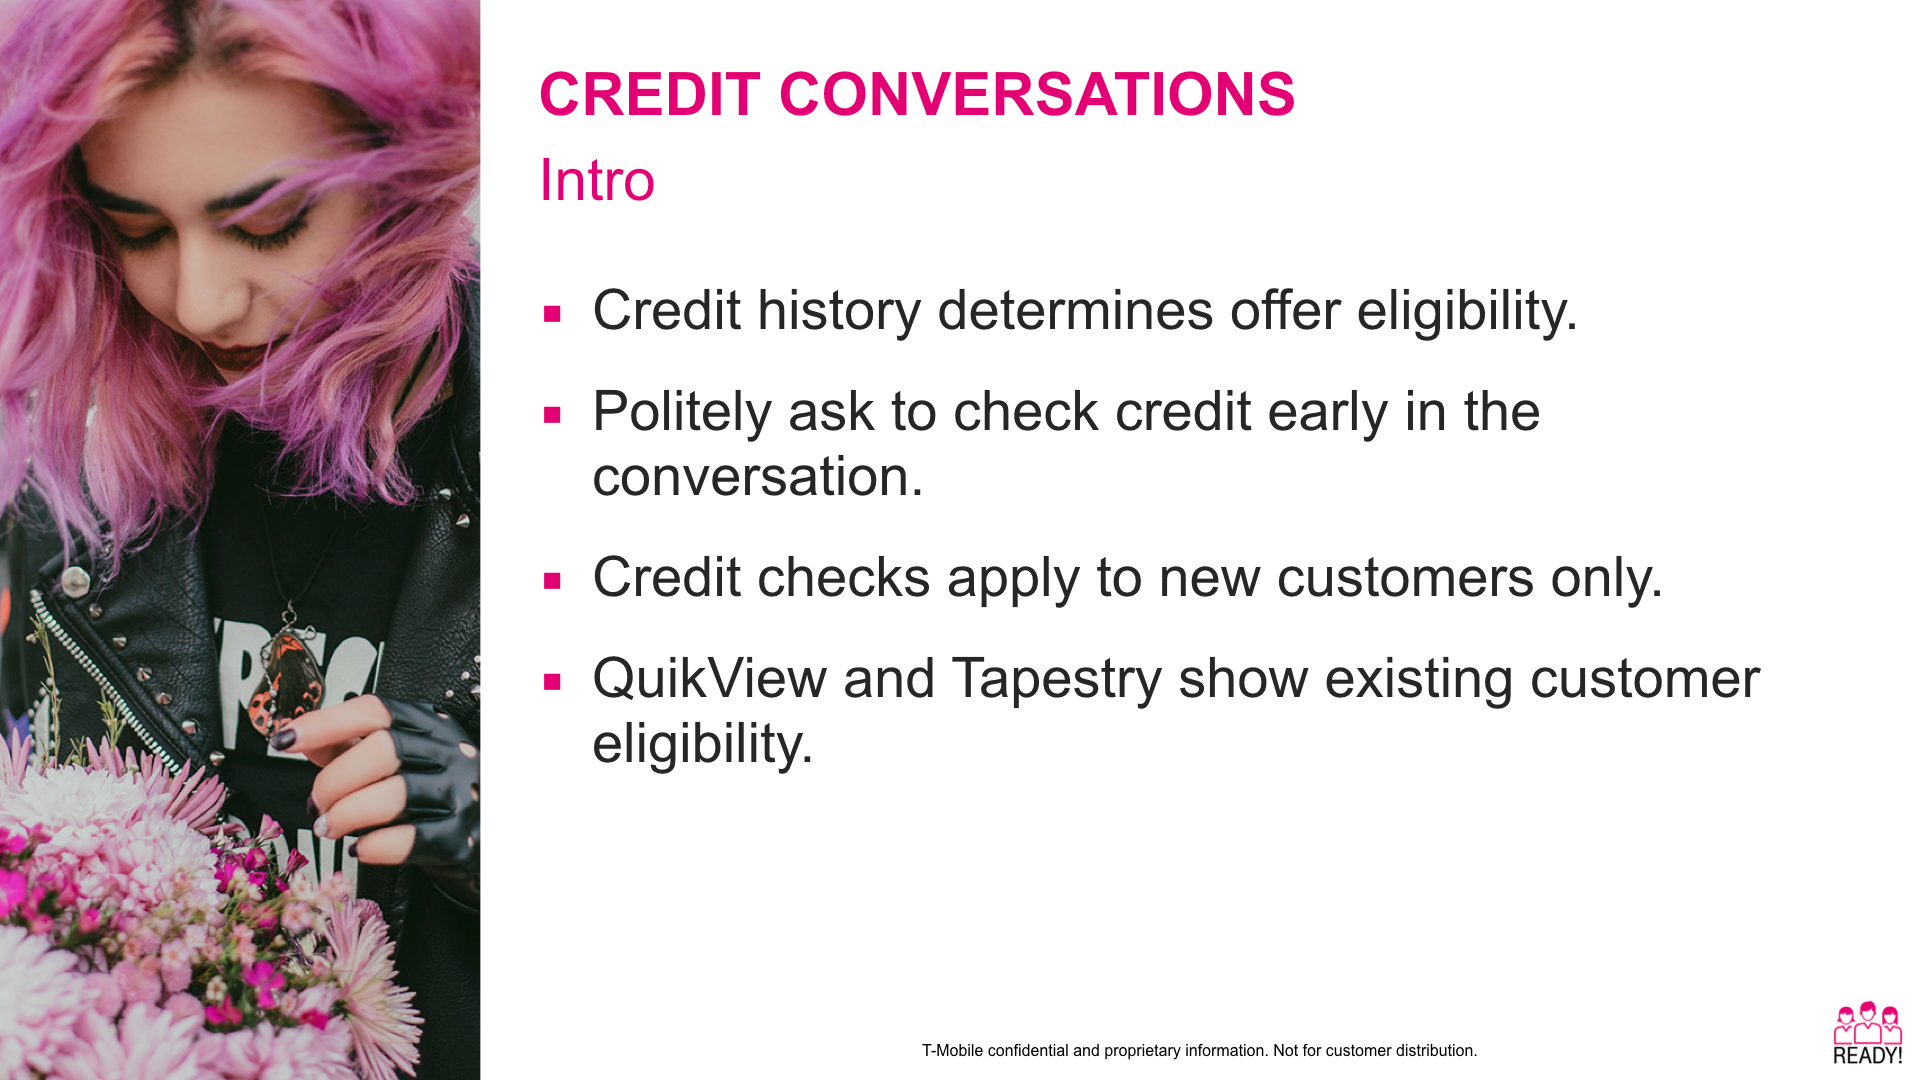 CREDIT CONVERSATIONS
Intro
Credit history determines offer eligibility.
Politely ask to check credit early in the
conversation.
Credit checks apply to new customers only.
QuikView and Tapestry show existing customer
eligibility.
T-Mobile confidential and proprietary information. Not for customer distribution.
READY!